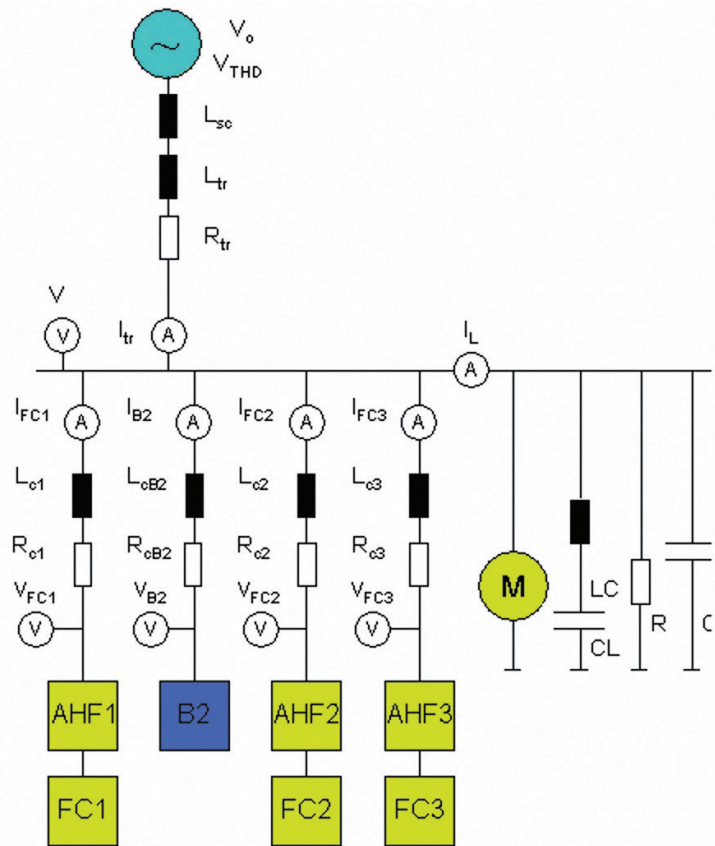 V₀
V_THD
L_sc
L_tr
R_tr
V
V
I_tr
A
I_L
A
I_FC1
A
I_B2
A
I_FC2
A
I_FC3
A
L_c1
L_cB2
L_c2
L_c3
R_c1
R_cB2
R_c2
R_c3
V_FC1
V
V_B2
V
V_FC2
V
V_FC3
V
M
LC
CL
R
AHF1
B2
AHF2
AHF3
FC1
FC2
FC3